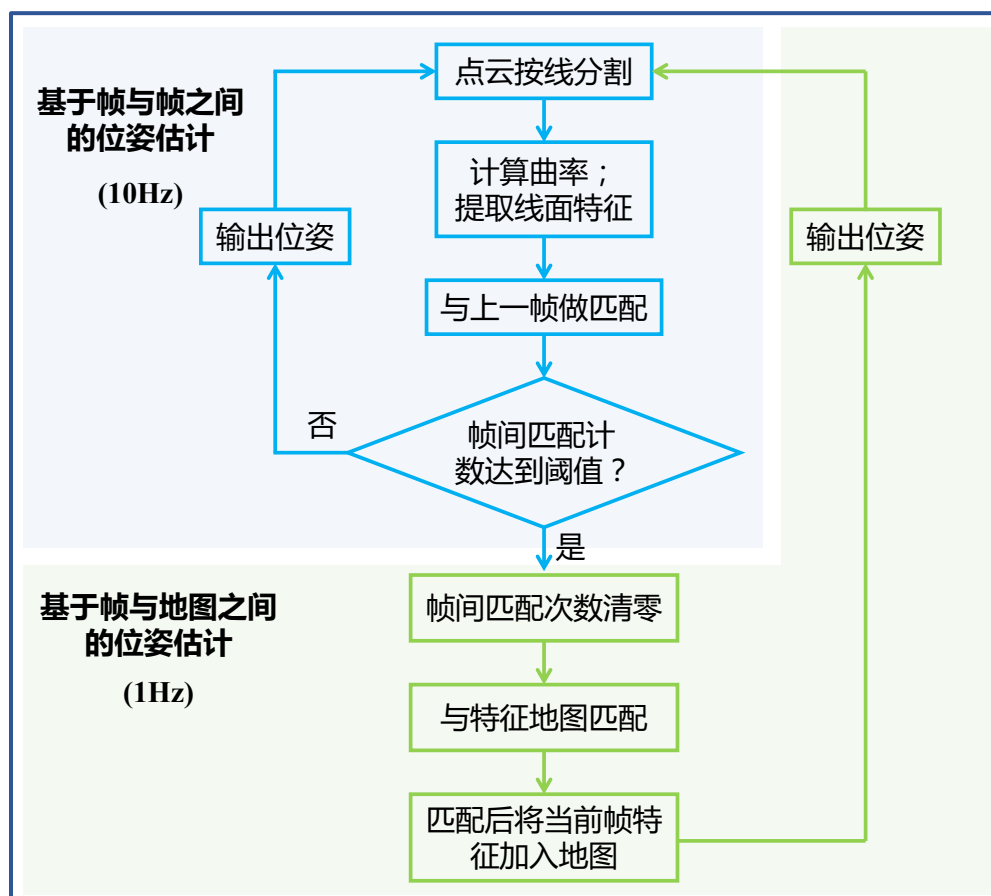 点云按线分割
基于帧与帧之间
的位姿估计
(10Hz)
计算曲率；
提取线面特征
输出位姿
输出位姿
与上一帧做匹配
否
帧间匹配计
数达到阈值？
是
基于帧与地图之间
的位姿估计
(1Hz)
帧间匹配次数清零
与特征地图匹配
匹配后将当前帧特
征加入地图